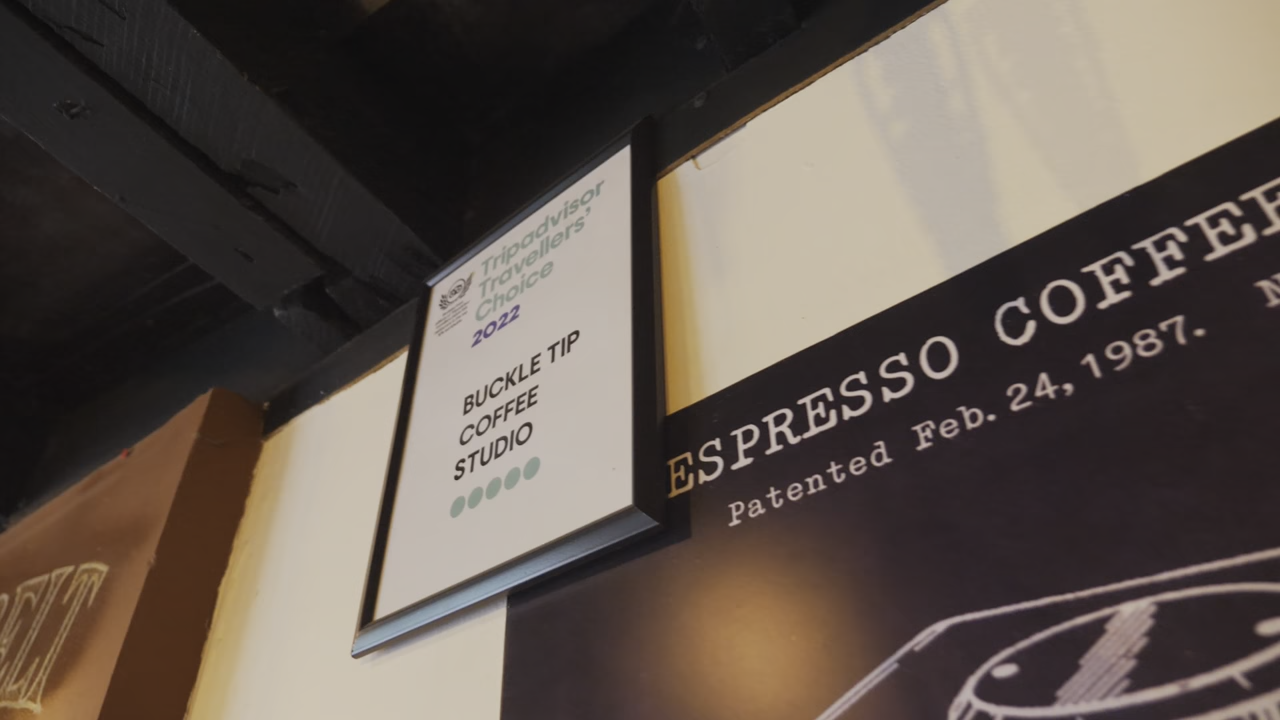 Tripadvisor
Travellers'
Choice
2022
BUCKLE TIP
COFFEE
STUDIO
ESPRESSO COFFEE
Patented Feb. 24, 1987.